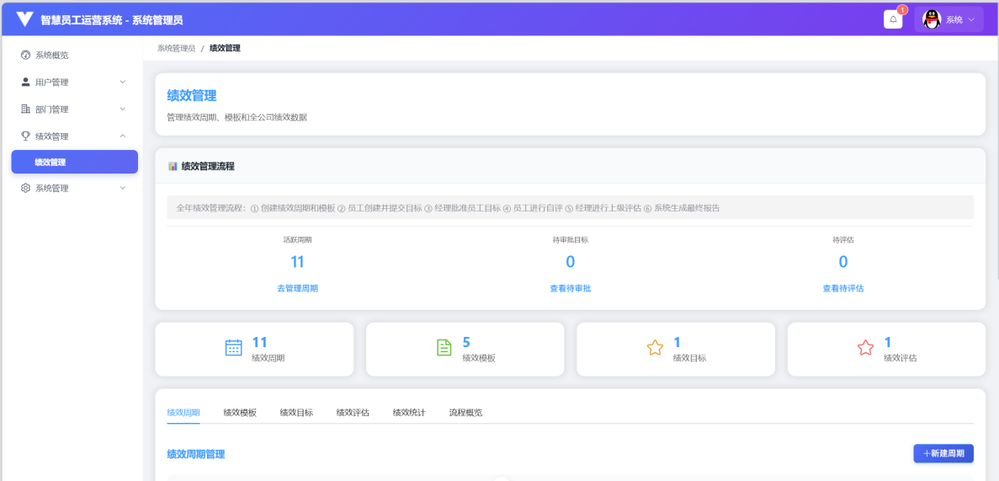 智慧员工运营系统 - 系统管理员
1
系统
系统概览
用户管理
部门管理
绩效管理
绩效管理
系统管理
系统管理员 / 绩效管理
绩效管理
管理绩效周期、模板和全公司绩效数据
绩效管理流程
全年绩效管理流程：① 创建绩效周期和模板 ② 员工创建并提交目标 ③ 经理批准员工目标 ④ 员工进行自评 ⑤ 经理进行上级评估 ⑥ 系统生成最终报告
活跃周期 待审批目标 待评估
11 0 0
去管理周期 查看待审批 查看待评估
11 5 1 1
绩效周期 绩效模板 绩效目标 绩效评估
绩效周期 绩效模板 绩效目标 绩效评估 绩效统计 流程概览
绩效周期管理 +新建周期